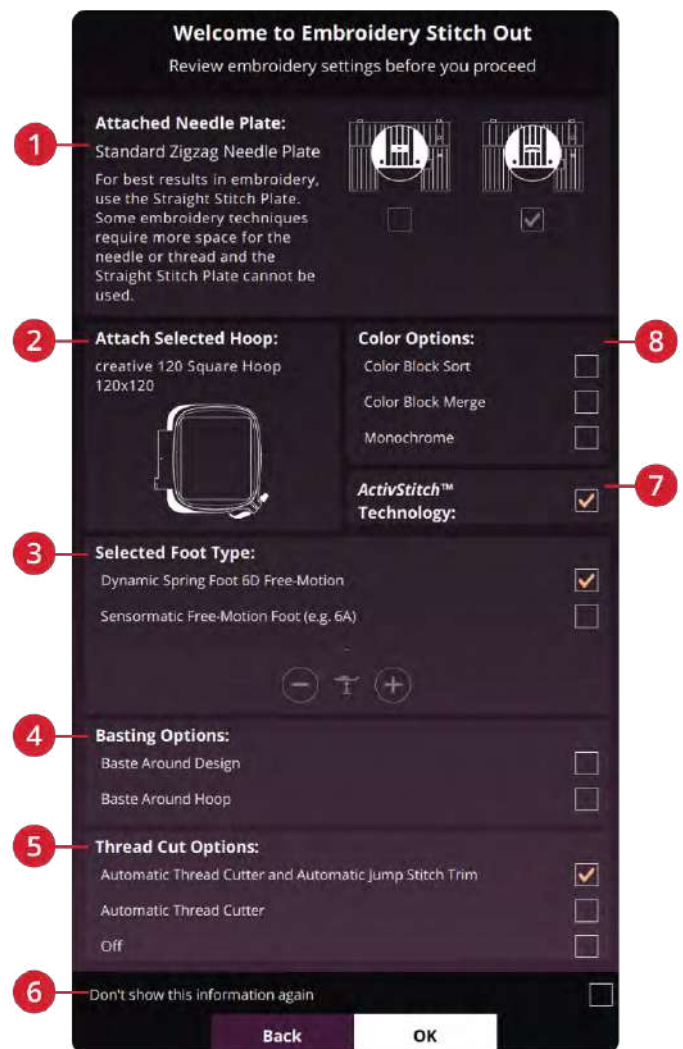 Welcome to Embroidery Stitch Out
Review embroidery settings before you proceed
1
Attached Needle Plate:
Standard Zigzag Needle Plate
For best results in embroidery,
use the Straight Stitch Plate.
Some embroidery techniques
require more space for the
needle or thread and the
Straight Stitch Plate cannot be
used.
2
Attach Selected Hoop:
creative 120 Square Hoop
120x120
8
Color Options:
Color Block Sort
Color Block Merge
Monochrome
7
ActivStitch™
Technology:
3
Selected Foot Type:
Dynamic Spring Foot 6D Free-Motion
Sensormatic Free-Motion Foot (e.g. 6A)
4
Basting Options:
Baste Around Design
Baste Around Hoop
5
Thread Cut Options:
Automatic Thread Cutter and Automatic Jump Stitch Trim
Automatic Thread Cutter
Off
6
Don't show this information again
Back
OK